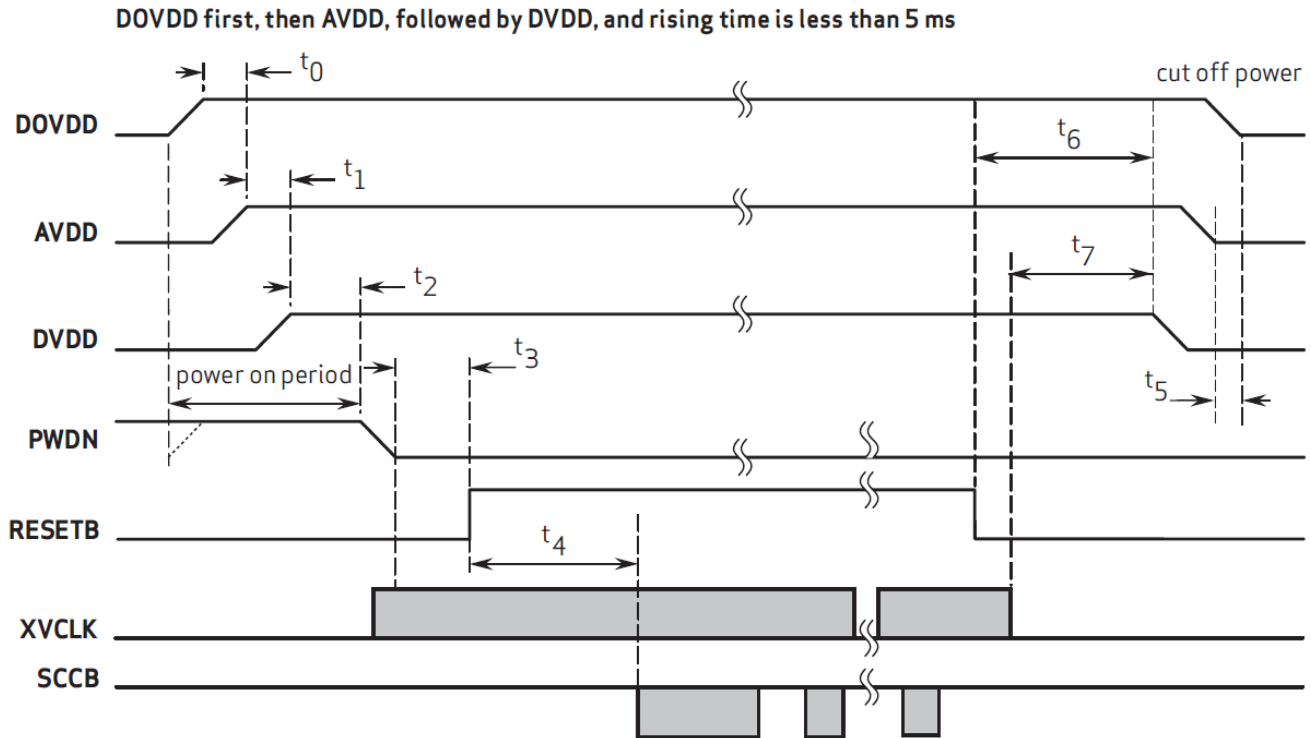 DOVDD first, then AVDD, followed by DVDD, and rising time is less than 5 ms
t0
cut off power
DOVDD
t6
t1
AVDD
t7
t2
DVDD
t3
power on period
t5
PWDN
RESETB
t4
XVCLK
SCCB